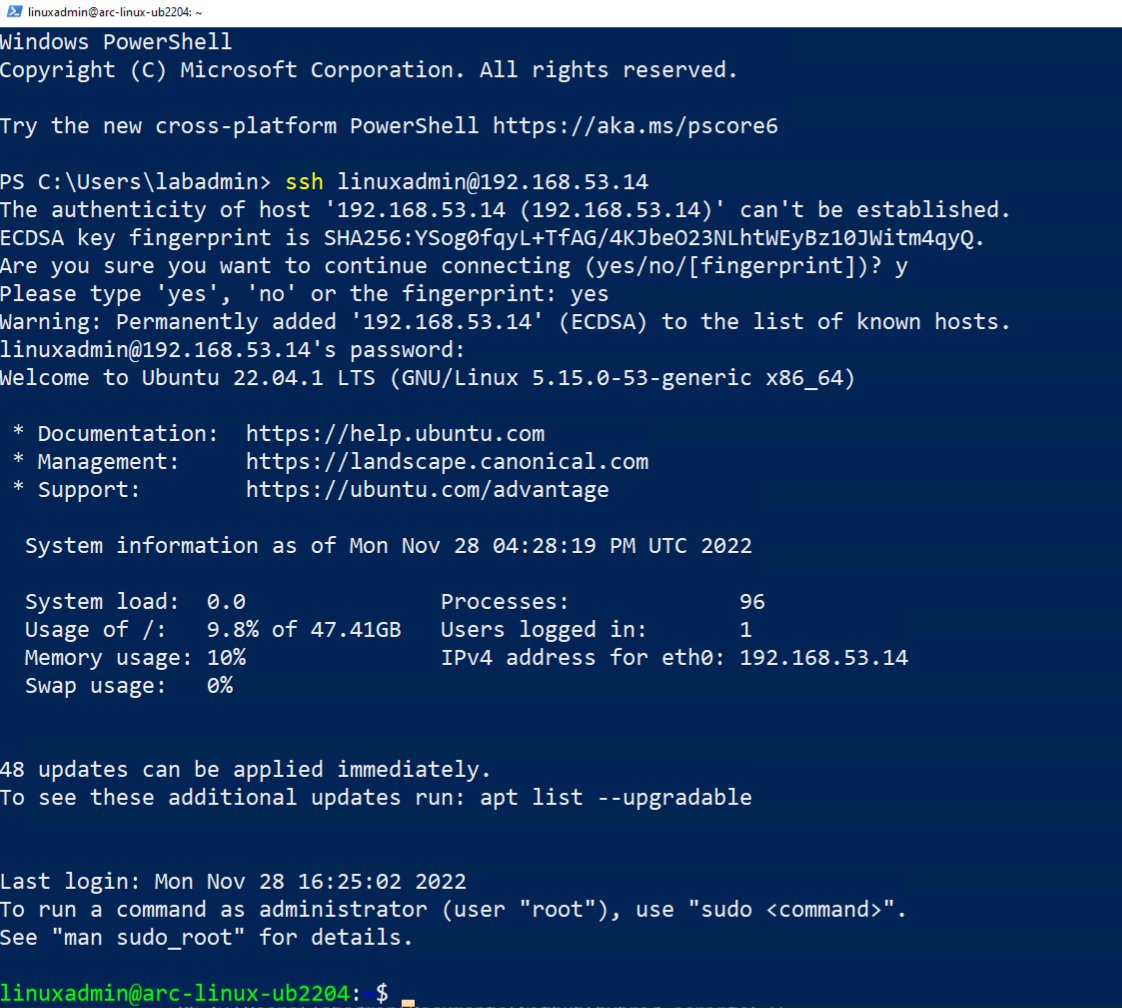 linuxadmin@arc-linux-ub2204: ~
Windows PowerShell
Copyright (C) Microsoft Corporation. All rights reserved.
Try the new cross-platform PowerShell https://aka.ms/pscore6
PS C:\Users\labadmin> ssh linuxadmin@192.168.53.14
The authenticity of host '192.168.53.14 (192.168.53.14)' can't be established.
ECDSA key fingerprint is SHA256:YSog0fqyL+TfAG/4KJbeO23NLhtWEyBz10JWitm4qyQ.
Are you sure you want to continue connecting (yes/no/[fingerprint])? y
Please type 'yes', 'no' or the fingerprint: yes
Warning: Permanently added '192.168.53.14' (ECDSA) to the list of known hosts.
linuxadmin@192.168.53.14's password:
Welcome to Ubuntu 22.04.1 LTS (GNU/Linux 5.15.0-53-generic x86_64)
* Documentation:  https://help.ubuntu.com
* Management:     https://landscape.canonical.com
* Support:        https://ubuntu.com/advantage
System information as of Mon Nov 28 04:28:19 PM UTC 2022
System load:  0.0               Processes:             96
Usage of /:   9.8% of 47.41GB   Users logged in:       1
Memory usage: 10%               IPv4 address for eth0: 192.168.53.14
Swap usage:   0%
48 updates can be applied immediately.
To see these additional updates run: apt list --upgradable
Last login: Mon Nov 28 16:25:02 2022
To run a command as administrator (user "root"), use "sudo <command>".
See "man sudo_root" for details.
linuxadmin@arc-linux-ub2204:~$